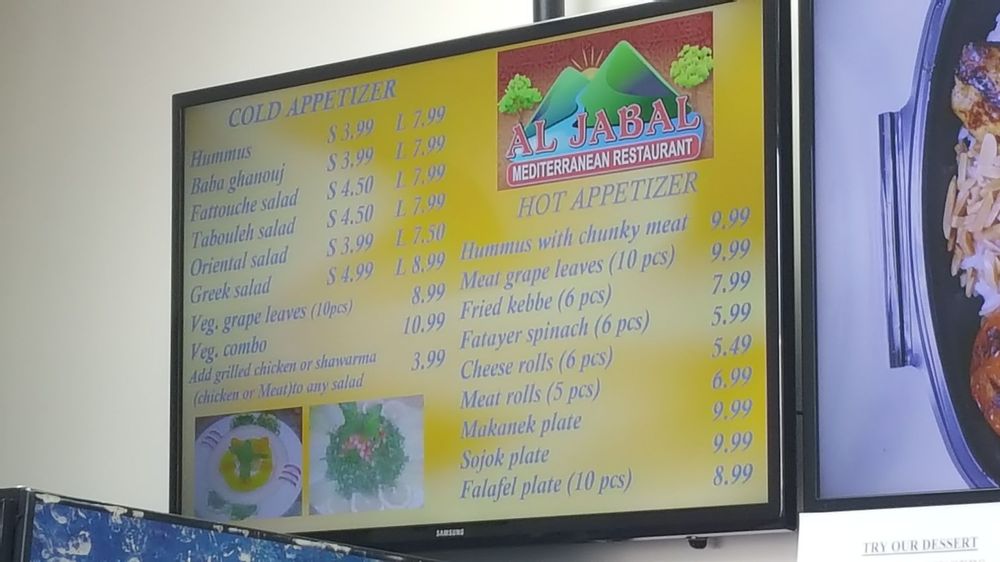 COLD APPETIZER
Hummus S 3.99 L 7.99
Baba ghanouj S 3.99 L 7.99
Fattouche salad S 4.50 L 7.99
Tabouleh salad S 4.50 L 7.99
Oriental salad S 3.99 L 7.50
Greek salad S 4.99 L 8.99
Veg. grape leaves (10pcs) 8.99
Veg. combo 10.99
Add grilled chicken or shawarma 3.99
(chicken or Meat)to any salad
AL JABAL
MEDITERRANEAN RESTAURANT
HOT APPETIZER
Hummus with chunky meat 9.99
Meat grape leaves (10 pcs) 9.99
Fried kebbe (6 pcs) 7.99
Fatayer spinach (6 pcs) 5.99
Cheese rolls (6 pcs) 5.49
Meat rolls (5 pcs) 6.99
Makanek plate 9.99
Sojok plate 9.99
Falafel plate (10 pcs) 8.99
SAMSUNG
TRY OUR DESSERT